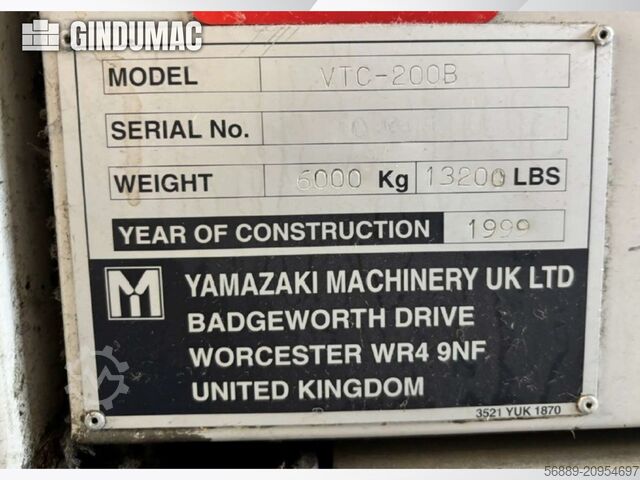 GINDUMAC
MODEL VTC-200B
SERIAL No.
WEIGHT 6000 Kg 13200 LBS
YEAR OF CONSTRUCTION 1999
M
YAMAZAKI MACHINERY UK LTD
BADGEWORTH DRIVE
WORCESTER WR4 9NF
UNITED KINGDOM
3521 YUK 1870
56889-20954697